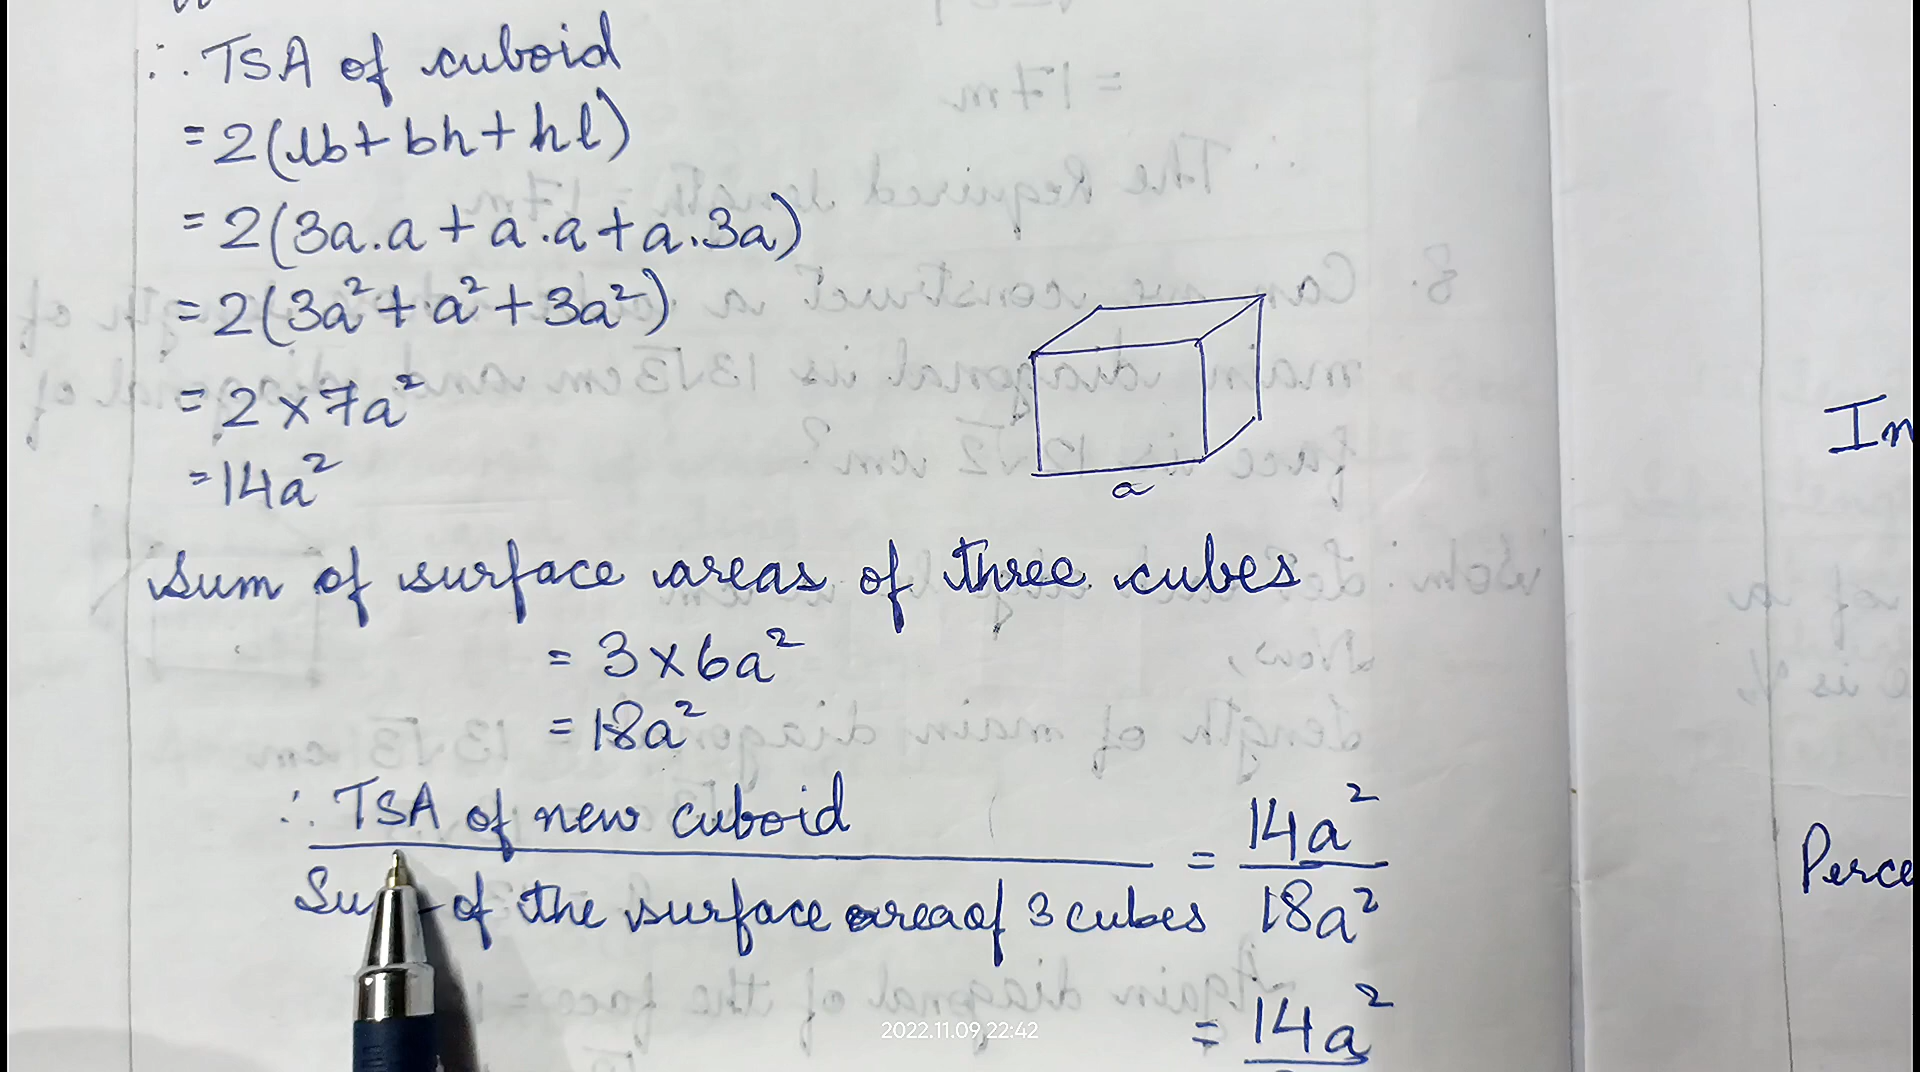 ∴ TSA of cuboid
= 2(lb + bh + hl)
= 2(3a.a + a.a + a.3a)
= 2(3a² + a² + 3a²)
= 2 × 7a²
= 14a²
a
Sum of surface areas of three cubes
= 3 × 6a²
= 18a²
∴ TSA of new cuboid = 14a²
of the surface area of 3 cubes 18a²
= 14a²
In
Perce
2022.11.09 22:42